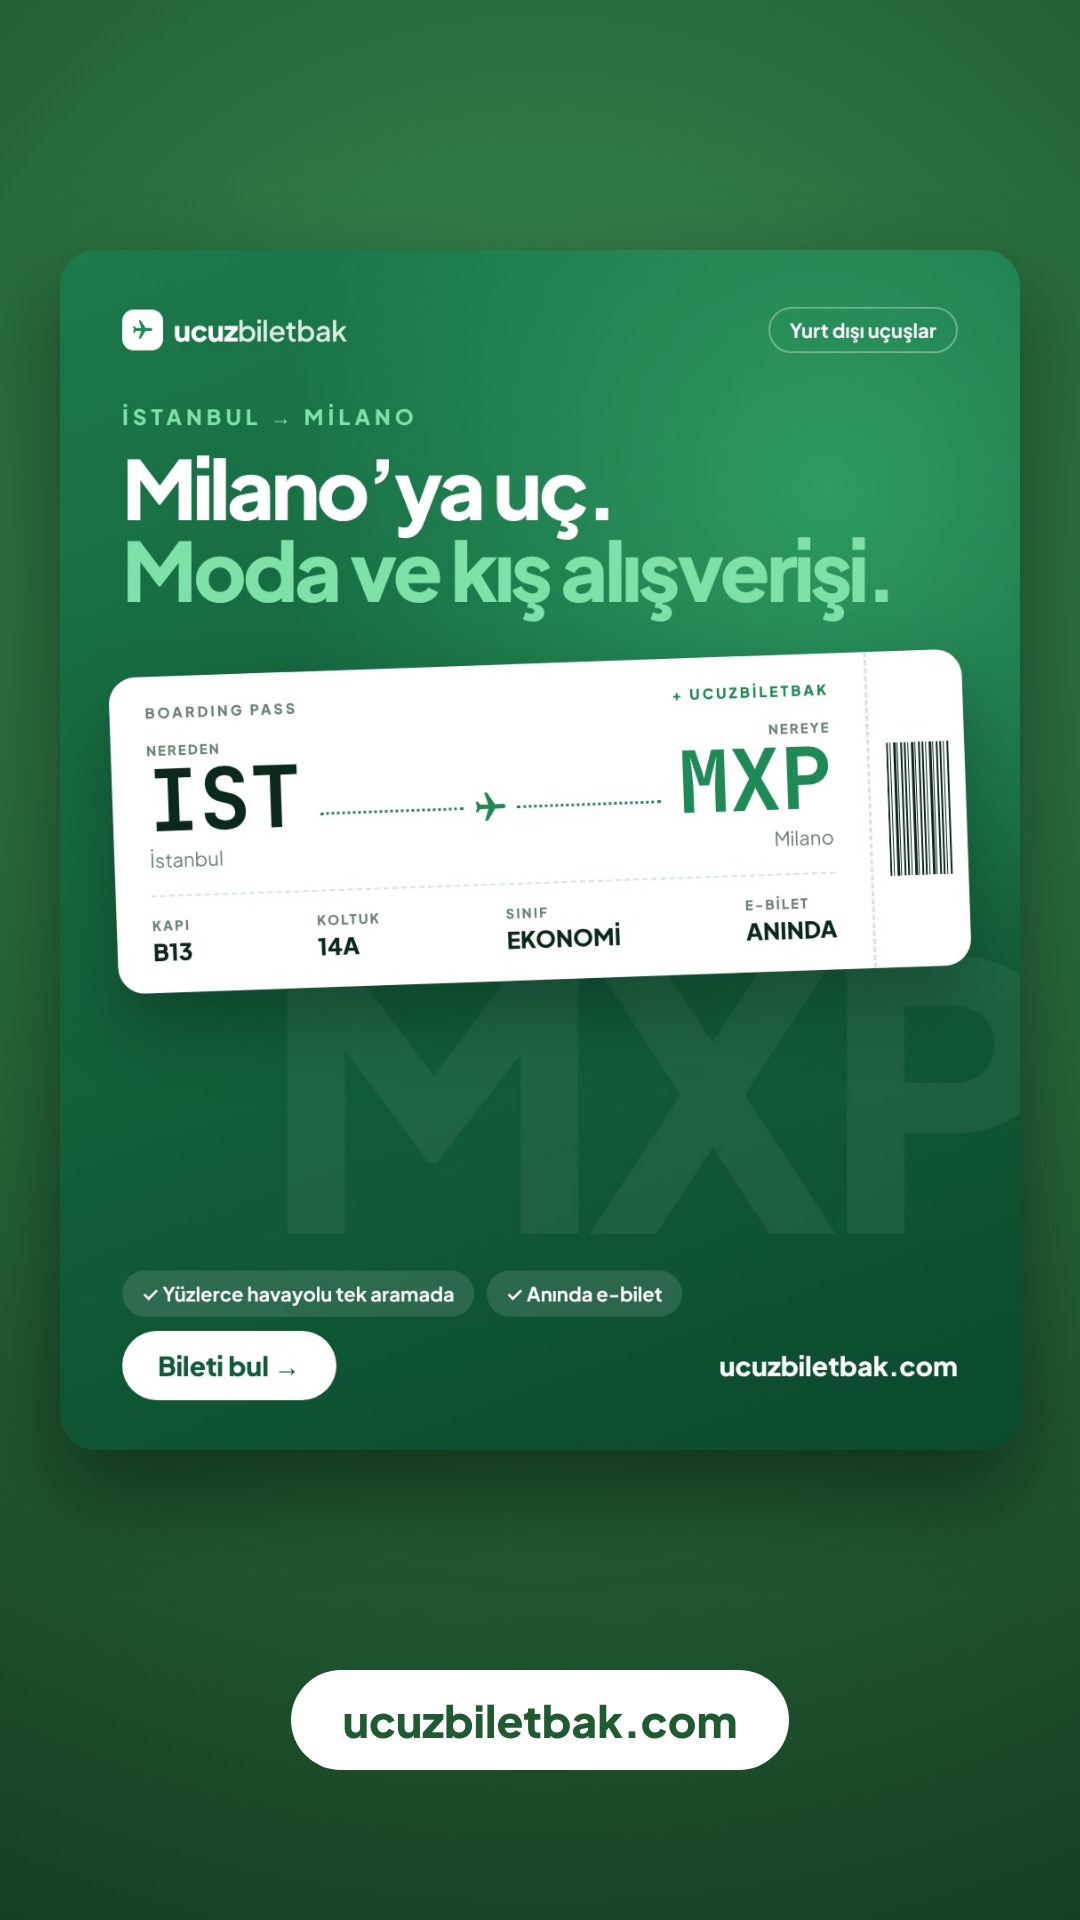 ucuzbiletbak
Yurt dışı uçuşlar
İSTANBUL → MİLANO
Milano’ya uç.
Moda ve kış alışverişi.
BOARDING PASS
+ UCUZBİLETBAK
NEREDEN
NEREYE
IST
MXP
İstanbul
Milano
KAPI
KOLTUK
SINIF
E-BİLET
B13
14A
EKONOMİ
ANINDA
MXP
✓ Yüzlerce havayolu tek aramada
✓ Anında e-bilet
Bileti bul →
ucuzbiletbak.com
ucuzbiletbak.com